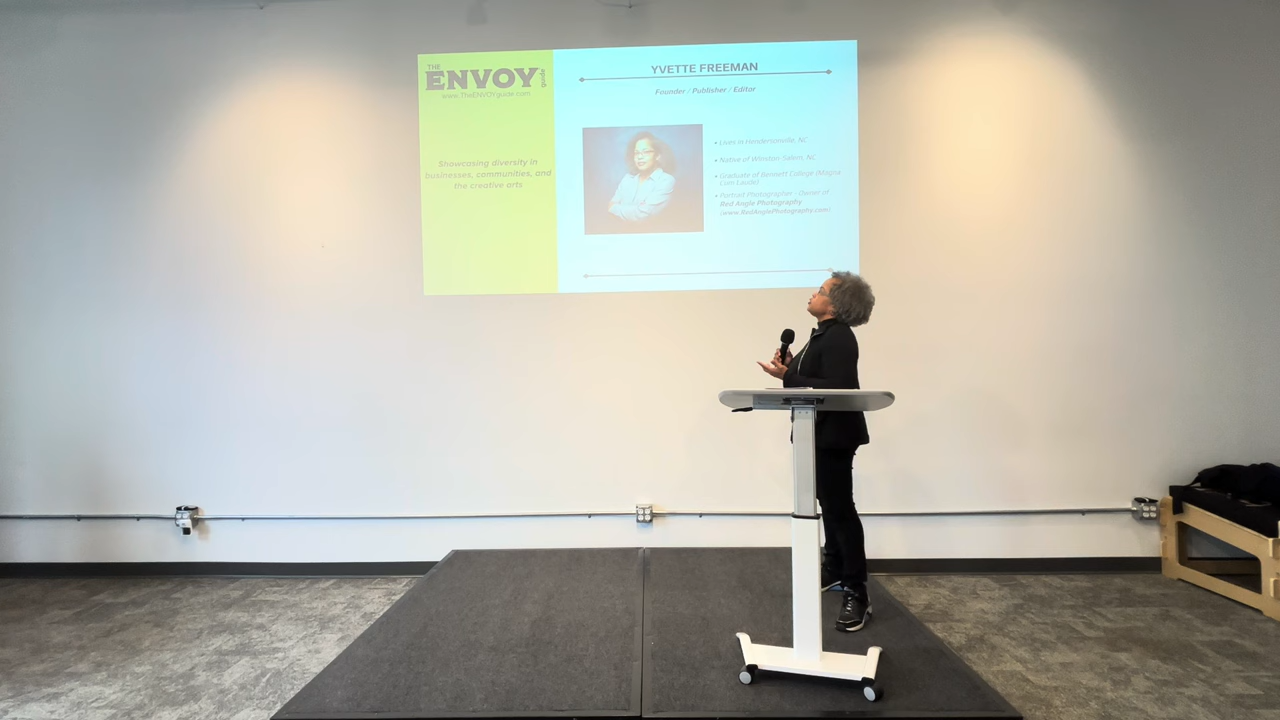 THE
ENVOY
guide
www.TheENVOYguide.com
Showcasing diversity in
businesses, communities, and
the creative arts
YVETTE FREEMAN
Founder / Publisher / Editor
• Lives in Hendersonville, NC
• Native of Winston-Salem, NC
• Graduate of Bennett College (Magna
Cum Laude)
• Portrait Photographer - Owner of
Red Angle Photography
(www.RedAnglePhotography.com)